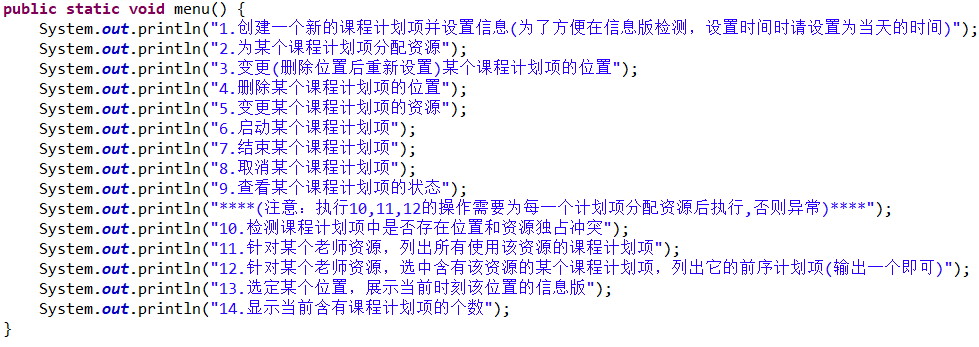 public static void menu() {
System.out.println("1.创建一个新的课程计划项并设置信息(为了方便在信息版检测，设置时间时请设置为当天的时间)");
System.out.println("2.为某个课程计划项分配资源");
System.out.println("3.变更(删除位置后重新设置)某个课程计划项的位置");
System.out.println("4.删除某个课程计划项的位置");
System.out.println("5.变更某个课程计划项的资源");
System.out.println("6.启动某个课程计划项");
System.out.println("7.结束某个课程计划项");
System.out.println("8.取消某个课程计划项");
System.out.println("9.查看某个课程计划项的状态");
System.out.println("****(注意：执行10,11,12的操作需要为每一个计划项分配资源后执行,否则异常)****");
System.out.println("10.检测课程计划项中是否存在位置和资源独占冲突");
System.out.println("11.针对某个老师资源，列出所有使用该资源的课程计划项");
System.out.println("12.针对某个老师资源，选中含有该资源的某个课程计划项，列出它的前序计划项(输出一个即可)");
System.out.println("13.选定某个位置，展示当前时刻该位置的信息版");
System.out.println("14.显示当前含有课程计划项的个数");
}